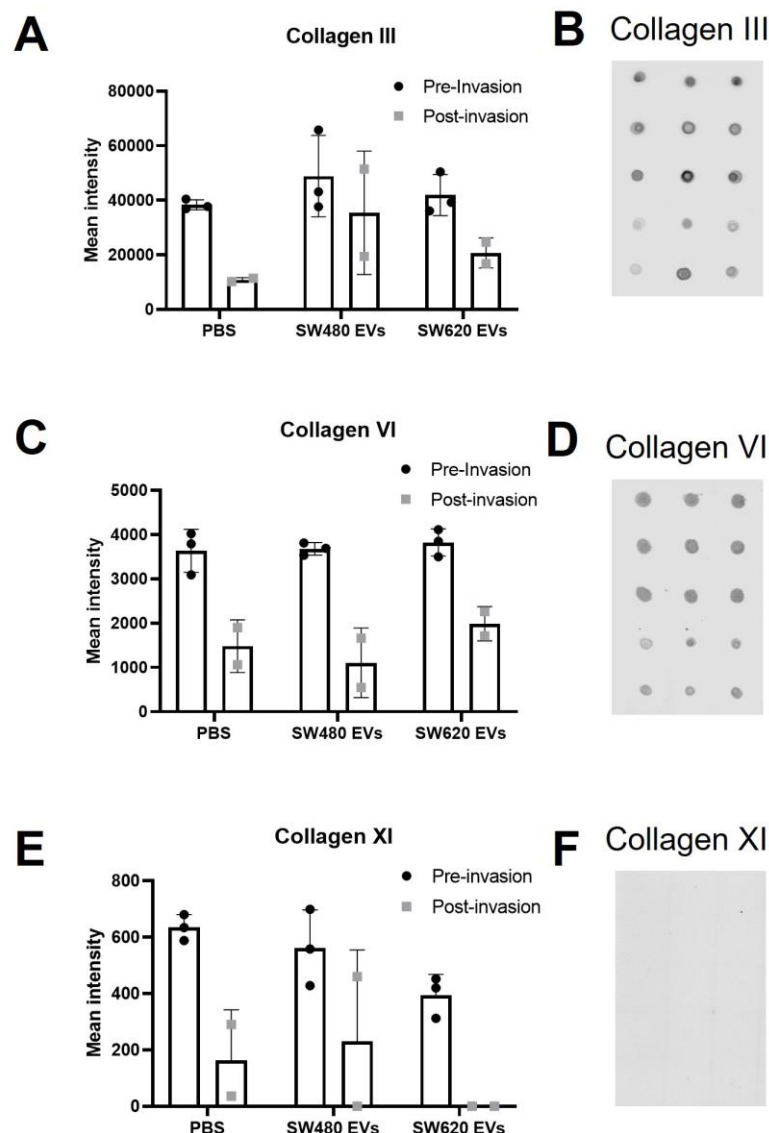 A
Collagen III
B Collagen III
Pre-Invasion
Post-invasion
Mean intensity
80000
60000
40000
20000
0
PBS SW480 EVs SW620 EVs
C
Collagen VI
D Collagen VI
Pre-Invasion
Post-invasion
Mean intensity
5000
4000
3000
2000
1000
0
PBS SW480 EVs SW620 EVs
E
Collagen XI
F Collagen XI
Pre-invasion
Post-invasion
Mean intensity
800
600
400
200
0
PBS SW480 EVs SW620 EVs